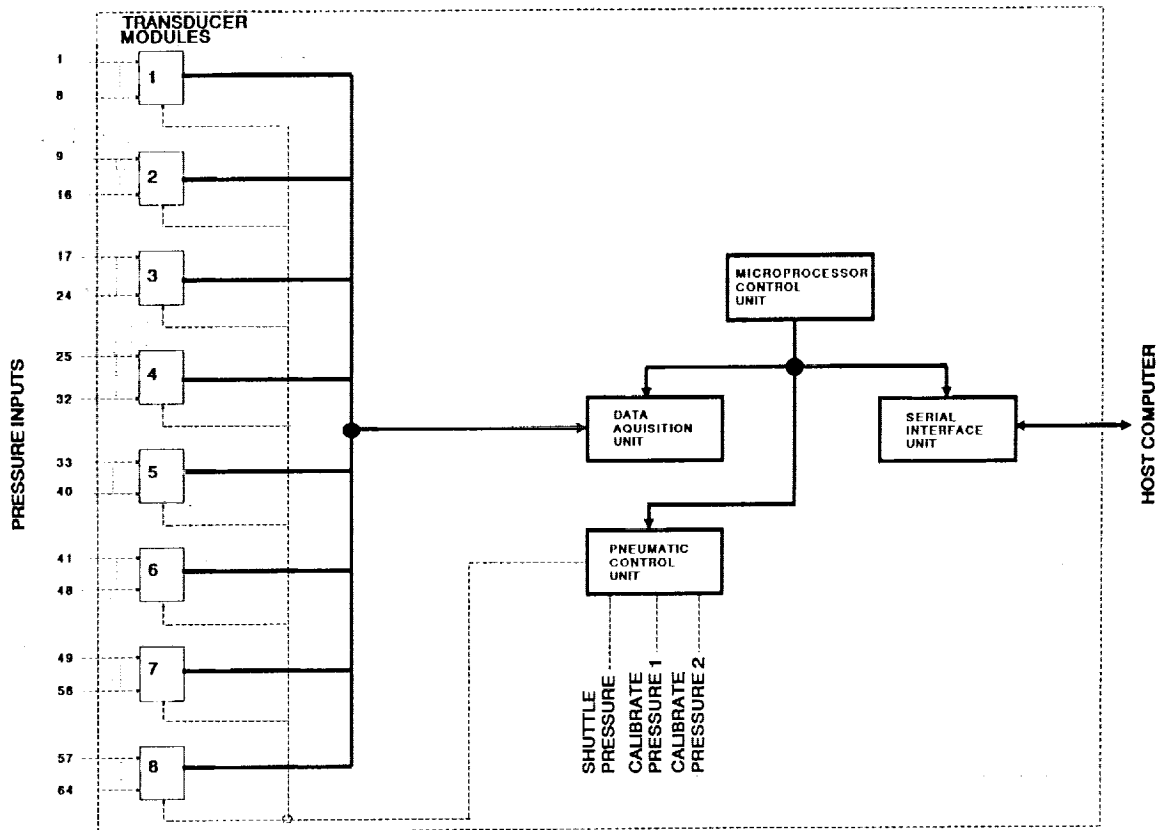 TRANSDUCER
MODULES
1
8
1
9
16
2
17
24
3
25
32
4
33
40
5
41
48
6
49
56
7
57
64
8
PRESSURE INPUTS
MICROPROCESSOR
CONTROL
UNIT
DATA
AQUISITION
UNIT
SERIAL
INTERFACE
UNIT
HOST COMPUTER
PNEUMATIC
CONTROL
UNIT
SHUTTLE
PRESSURE
CALIBRATE
PRESSURE 1
CALIBRATE
PRESSURE 2